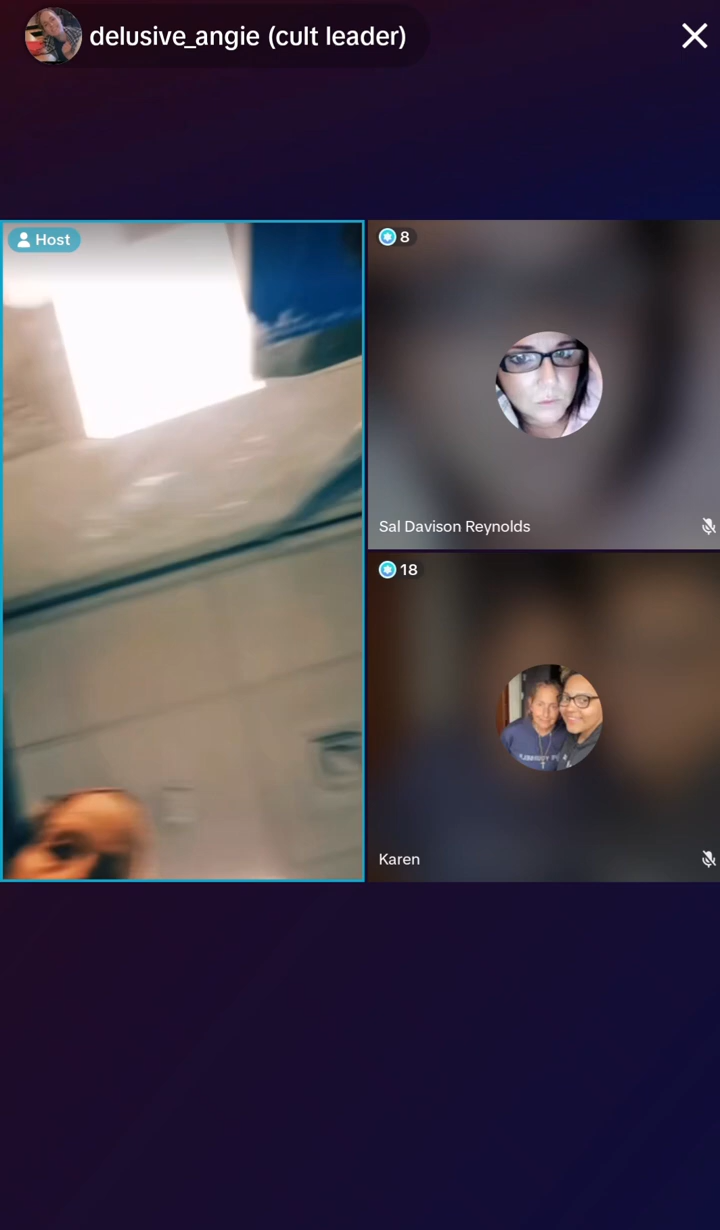 delusive_angie (cult leader)
Host
8
Sal Davison Reynolds
18
Karen